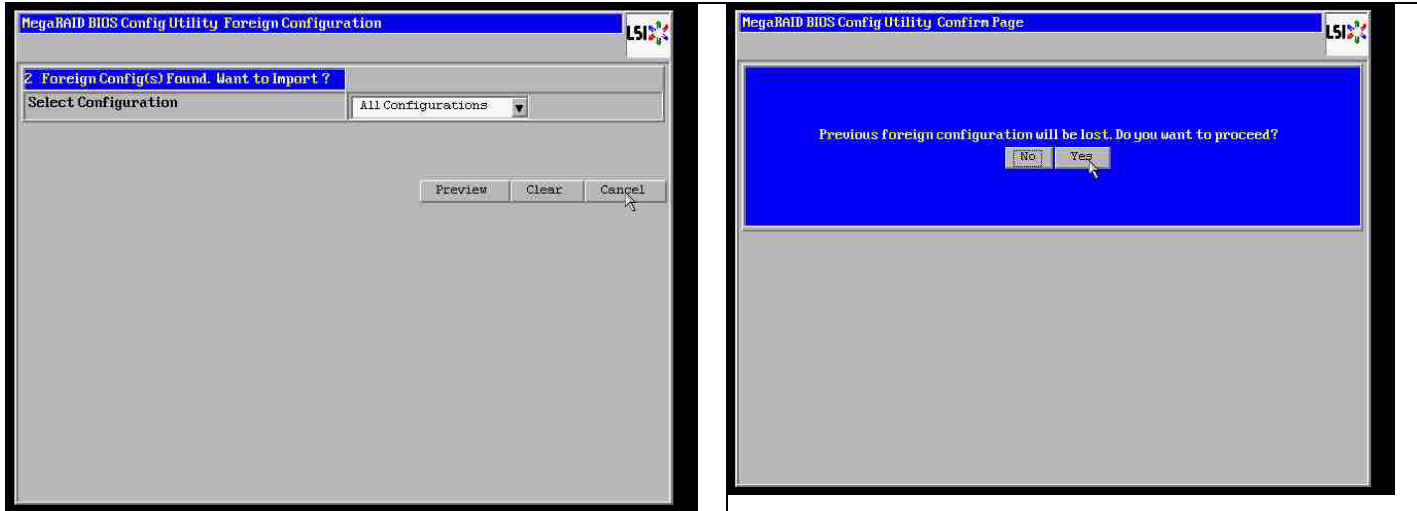 MegaRAID BIOS Config Utility Foreign Configuration
LSI
2 Foreign Config(s) Found. Want to Import ?
Select Configuration
All Configurations
Preview Clear Cancel
MegaRAID BIOS Config Utility Confirm Page
LSI
Previous foreign configuration will be lost. Do you want to proceed?
No Yes